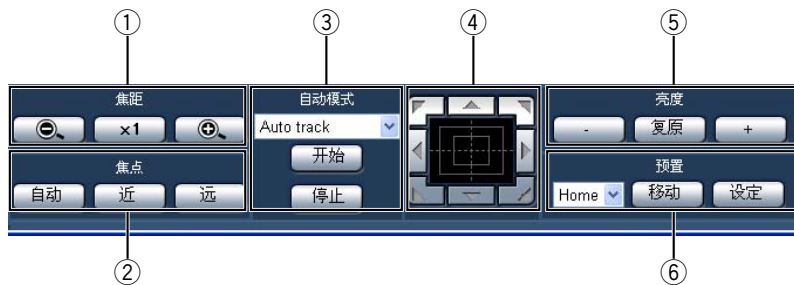 ① ③ ④ ⑤
焦距
×1
焦点
自动 近 远
自动模式
Auto track
开始
停止
亮度
- 复原 +
预置
Home 移动 设定
② ⑥